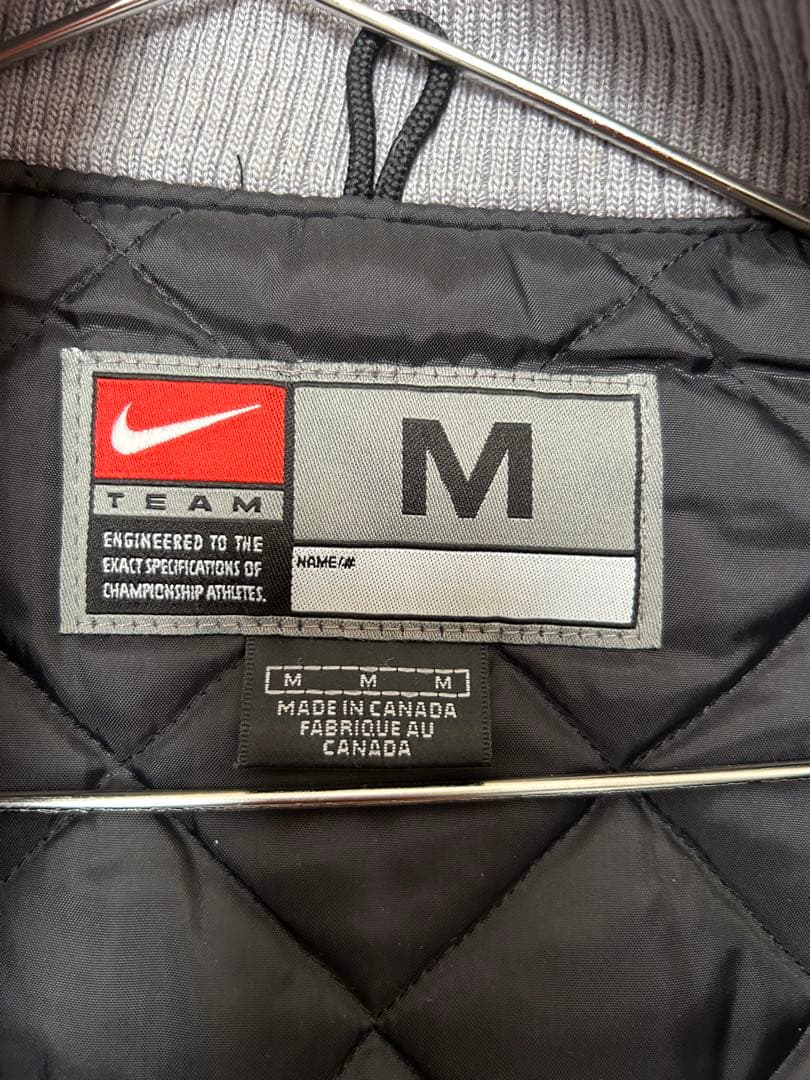 TEAM
ENGINEERED TO THE
EXACT SPECIFICATIONS OF
CHAMPIONSHIP ATHLETES.
M
NAME/#
M M M
MADE IN CANADA
FABRIQUE AU
CANADA